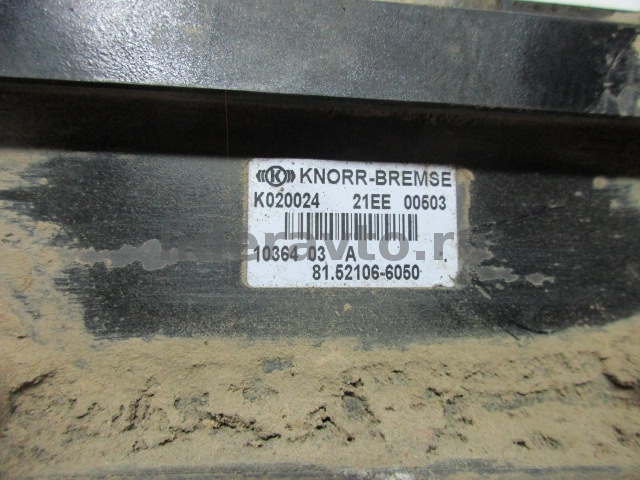 KNORR-BREMSE
K020024 21EE 00503
10364 03 A
81.52106-6050